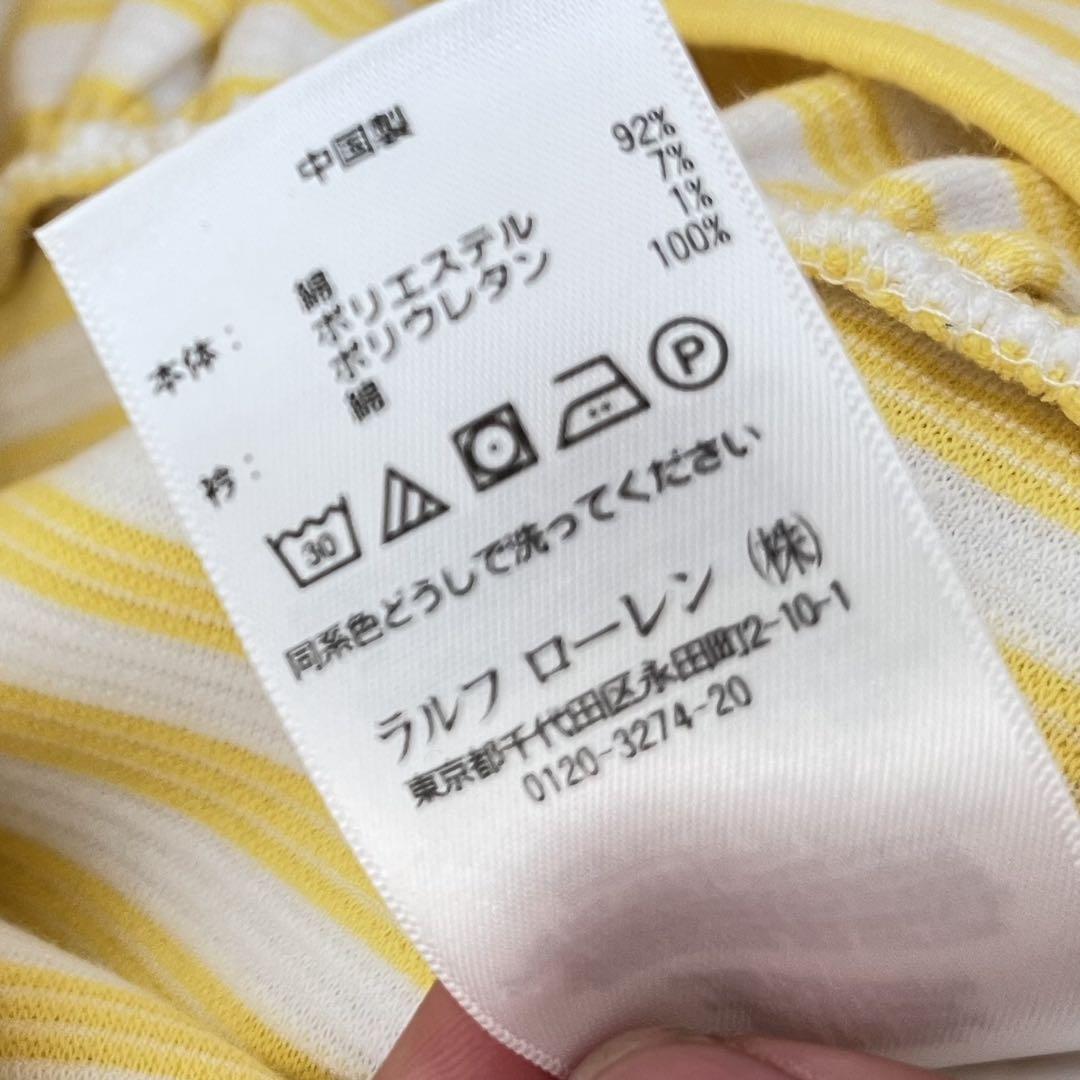 中国製
本体: 綿 92%
ポリエステル 7%
ポリウレタン 1%
衿: 綿 100%
30 P
同系色どうしで洗ってください
ラルフ ローレン (株)
東京都千代田区永田町2-10-1
0120-3274-20